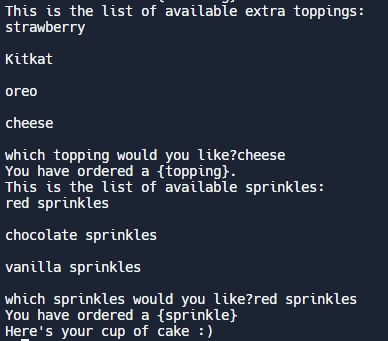 This is the list of available extra toppings:
strawberry
Kitkat
oreo
cheese
which topping would you like?cheese
You have ordered a {topping}.
This is the list of available sprinkles:
red sprinkles
chocolate sprinkles
vanilla sprinkles
which sprinkles would you like?red sprinkles
You have ordered a {sprinkle}
Here's your cup of cake :)